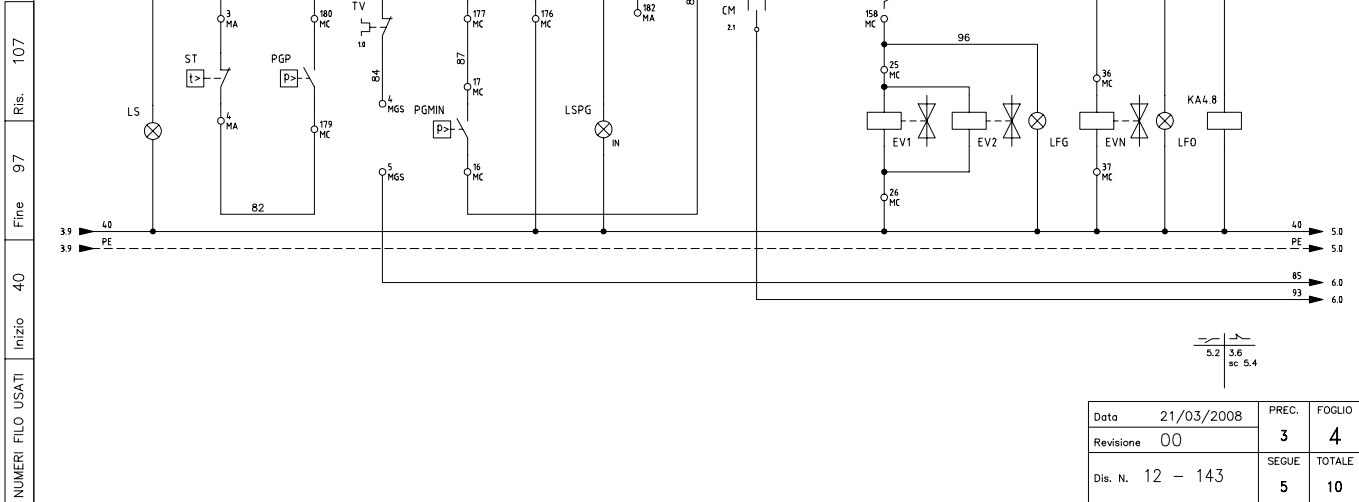 3
MA
180
MC
TV
1.0
177
MC
176
MC
182
MA
8
CM
2.1
158
MC
96
ST
t>
PGP
p>
84
87
25
MC
36
MC
17
MC
4
MGS
LS
4
MA
179
MC
PGMIN
p>
LSPG
IN
EV1
EV2
LFG
EVN
LFO
KA4.8
5
MGS
16
MC
37
MC
26
MC
82
3.9
40
40
5.0
3.9
PE
PE
5.0
85
6.0
93
6.0
5.2
3.6
sc 5.4
NUMERI FILO USATI
Inizio 40
Fine 97
Ris. 107
Data 21/03/2008
PREC.
3
FOGLIO
4
Revisione 00
Dis. N. 12 - 143
SEGUE
5
TOTALE
10